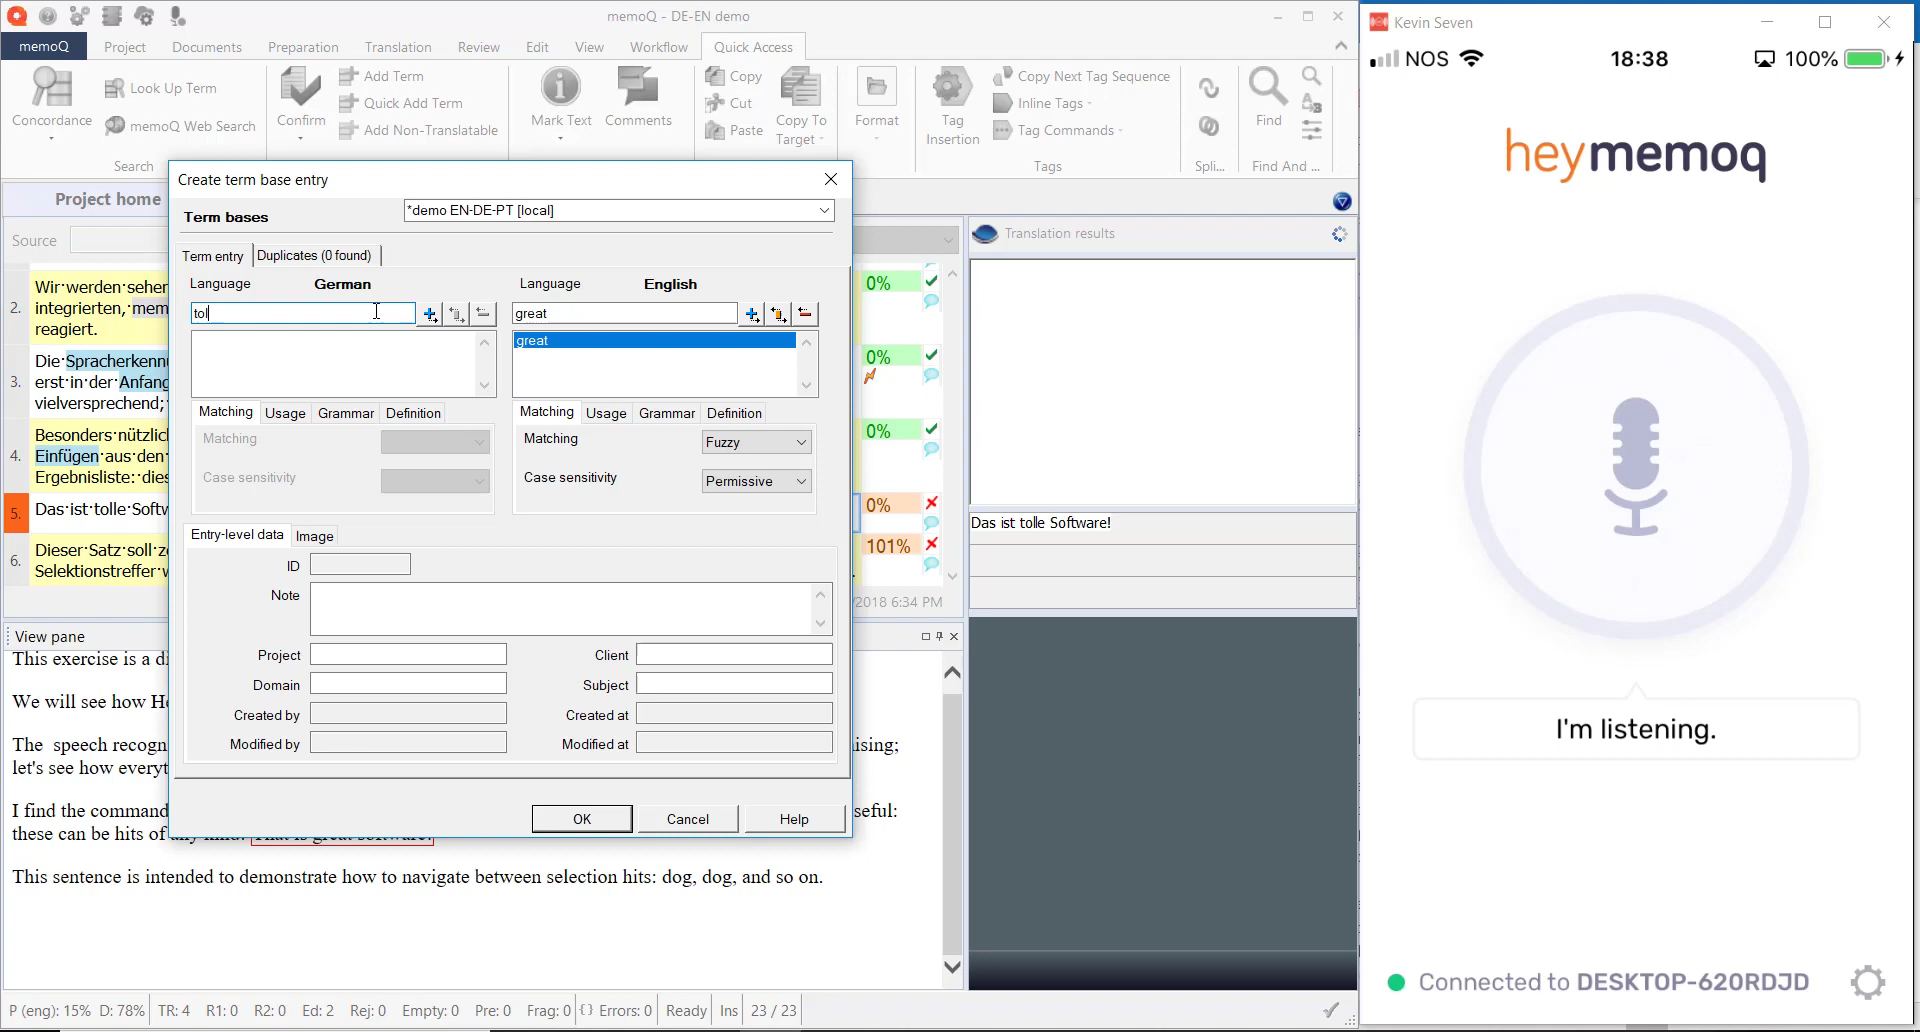 memoQ - DE-EN demo
memoQ
Project
Documents
Preparation
Translation
Review
Edit
View
Workflow
Quick Access
Concordance
Look Up Term
memoQ Web Search
Search
Confirm
Add Term
Quick Add Term
Add Non-Translatable
Mark Text
Comments
Copy
Cut
Paste
Copy To
Target
Format
Tag
Insertion
Copy Next Tag Sequence
Inline Tags
Tag Commands
Tags
Spli...
Find
Find And ...
Project home
Source
2.
Wir·werden·sehen
integrierten,·mem
reagiert.
0%
3.
Die·Spracherkennu
erst·in·der·Anfang
vielversprechend;
0%
4.
Besonders·nützlich
Einfügen·aus·den
Ergebnisliste:·dies
0%
5.
Das·ist·tolle·Softw
0%
6.
Dieser·Satz·soll·z
Selektionstreffer
101%
/2018 6:34 PM
Create term base entry
Term bases
*demo EN-DE-PT [local]
Term entry
Duplicates (0 found)
Language
German
tol
Language
English
great
great
Matching
Usage
Grammar
Definition
Matching
Case sensitivity
Matching
Usage
Grammar
Definition
Matching
Fuzzy
Case sensitivity
Permissive
Entry-level data
Image
ID
Note
Project
Client
Domain
Subject
Created by
Created at
Modified by
Modified at
OK
Cancel
Help
Translation results
Das ist tolle Software!
View pane
This exercise is a di
We will see how He
The speech recogn
ising;
let's see how everyt
I find the command
seful:
these can be hits of any kind. That is great software!
This sentence is intended to demonstrate how to navigate between selection hits: dog, dog, and so on.
P (eng): 15%
D: 78%
TR: 4
R1: 0
R2: 0
Ed: 2
Rej: 0
Empty: 0
Pre: 0
Frag: 0
{} Errors: 0
Ready
Ins
23 / 23
Kevin Seven
NOS
18:38
100%
heymemoq
I'm listening.
Connected to DESKTOP-620RDJD